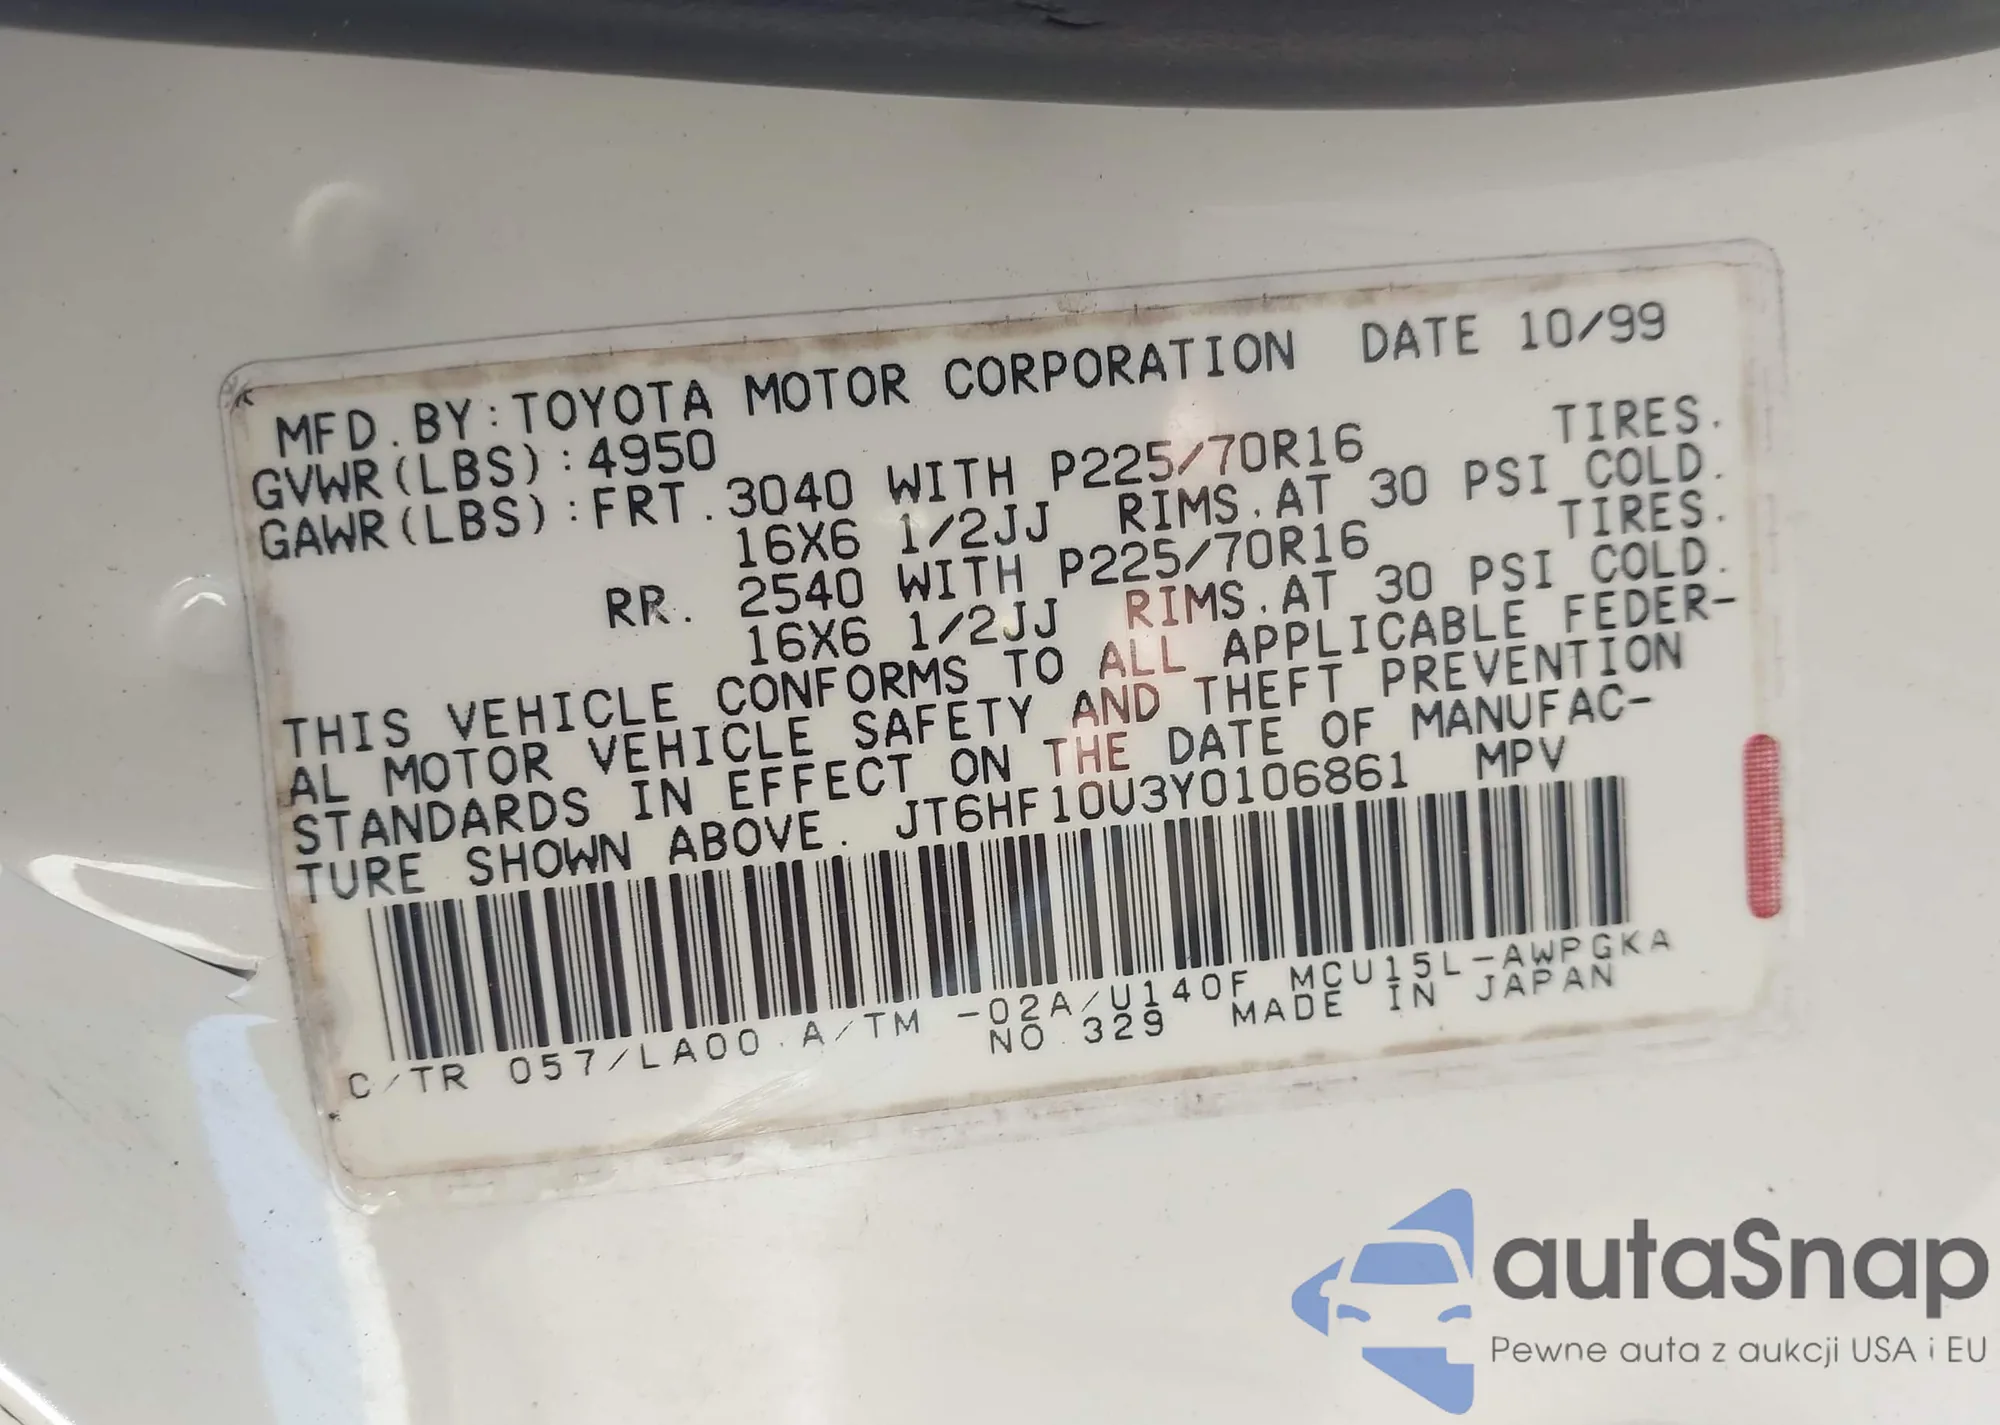 MFD.BY:TOYOTA MOTOR CORPORATION DATE 10/99
GVWR(LBS):4950
GAWR(LBS):FRT.3040 WITH P225/70R16 TIRES.
16X6 1/2JJ RIMS.AT 30 PSI COLD.
RR. 2540 WITH P225/70R16 TIRES.
16X6 1/2JJ RIMS.AT 30 PSI COLD.
THIS VEHICLE CONFORMS TO ALL APPLICABLE FEDER-
AL MOTOR VEHICLE SAFETY AND THEFT PREVENTION
STANDARDS IN EFFECT ON THE DATE OF MANUFAC-
TURE SHOWN ABOVE. JT6HF10U3Y0106861 MPV
C/TR 057/LA00 A/TM -02A/U140F MCU15L-AWPGKA
NO.329 MADE IN JAPAN
autaSnap
Pewne auta z aukcji USA i EU